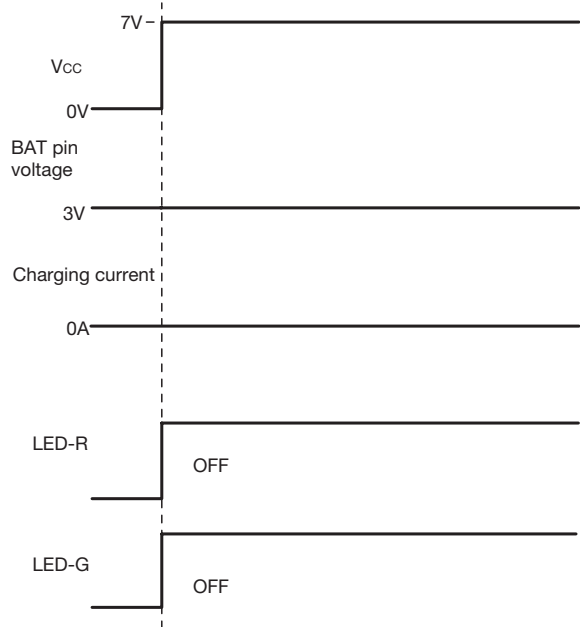 7V
Vcc
0V
BAT pin
voltage
3V
Charging current
0A
LED-R
OFF
LED-G
OFF